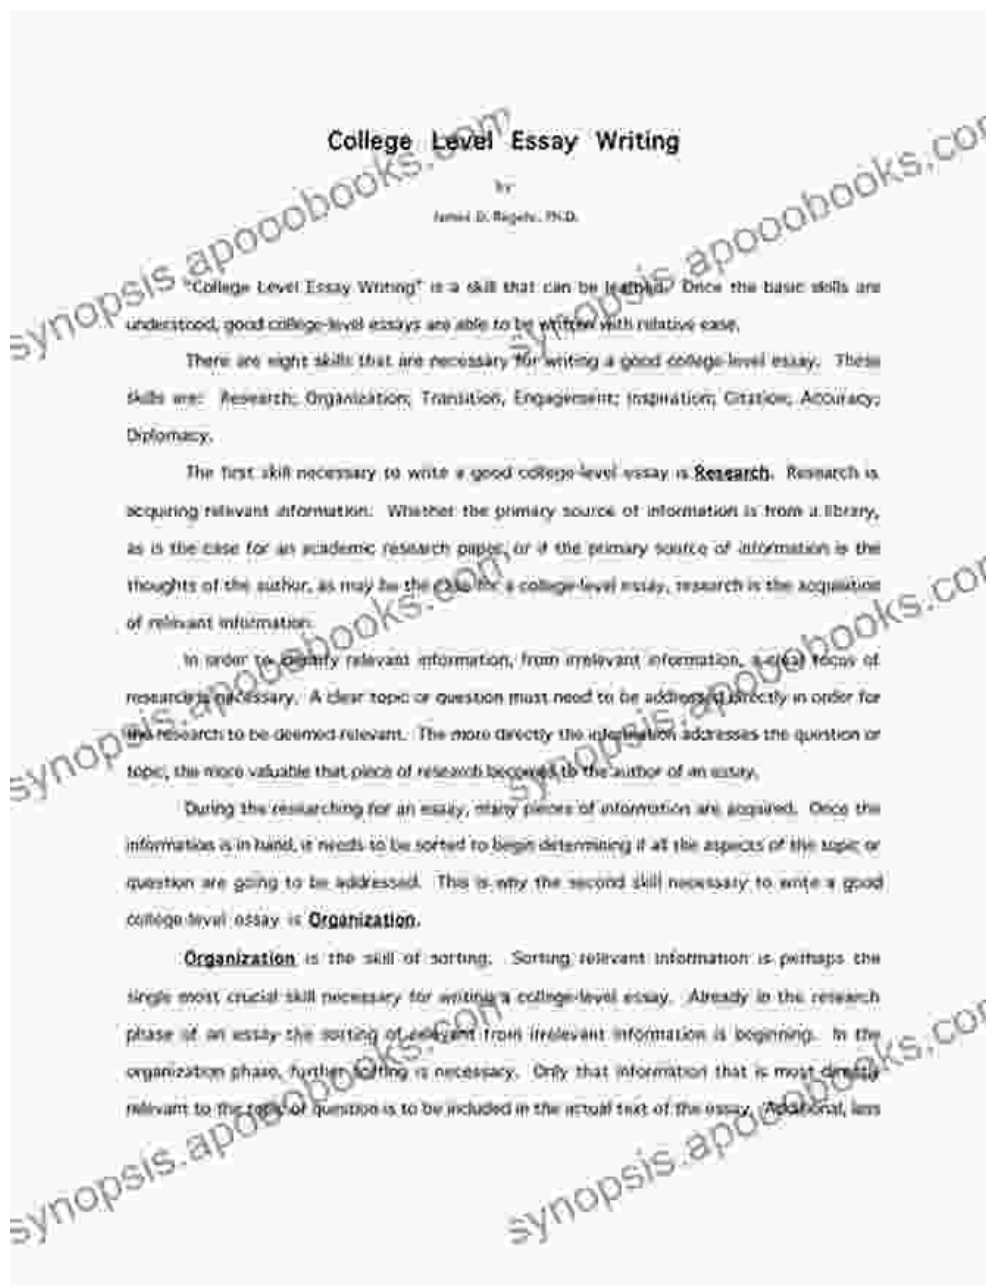 College Level Essay Writing
by
James D. Ph.D.
"College Level Essay Writing" is a skill that can be learned. Once the basic skills are
understood, good college-level essays are able to be written with relative ease.
There are eight skills that are necessary for writing a good college-level essay. These
skills are: Research; Organization; Transition, Engagement; Inspiration; Citation; Accuracy;
Diplomacy.
The first skill necessary to write a good college-level essay is Research. Research is
acquiring relevant information. Whether the primary source of information is from a library,
as is the case for an academic research paper, or if the primary source of information is the
thoughts of the author, as may be the case for a college-level essay, research is the acquisition
of relevant information.
In order to identify relevant information, from irrelevant information, a clear focus of
research is necessary. A clear topic or question must need to be addressed directly in order for
the research to be deemed relevant. The more directly the information addresses the question or
topic, the more valuable that piece of research becomes to the author of an essay.
During the researching for an essay, many pieces of information are acquired. Once the
information is in hand, it needs to be sorted to begin determining if all the aspects of the topic or
question are going to be addressed. This is why the second skill necessary to write a good
college-level essay is Organization.
Organization is the skill of sorting. Sorting relevant information is perhaps the
single most crucial skill necessary for writing a college-level essay. Already in the research
phase of an essay the sorting of relevant from irrelevant information is beginning. In the
organization phase, further sorting is necessary. Only that information that is most directly
relevant to the topic or question is to be included in the actual text of the essay. Additional, less
synopsis.apooobooks.com
synopsis.apooobooks.com
synopsis.apooobooks.com
synopsis.apooobooks.com
synopsis.apooobooks.com
synopsis.apooobooks.com